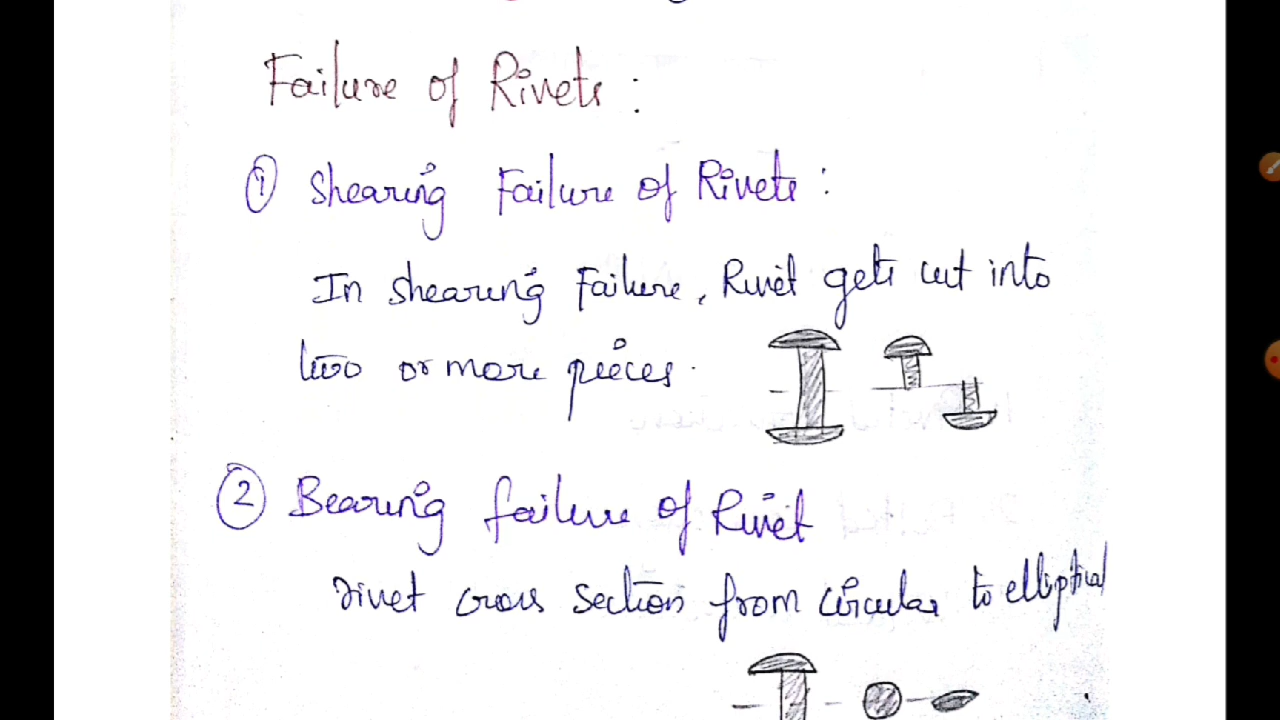 Failure of Rivets :
① Shearing Failure of Rivets :
In shearing Failure, Rivet gets cut into
two or more pieces.
② Bearing failure of Rivet
rivet cross section from circular to elliptical